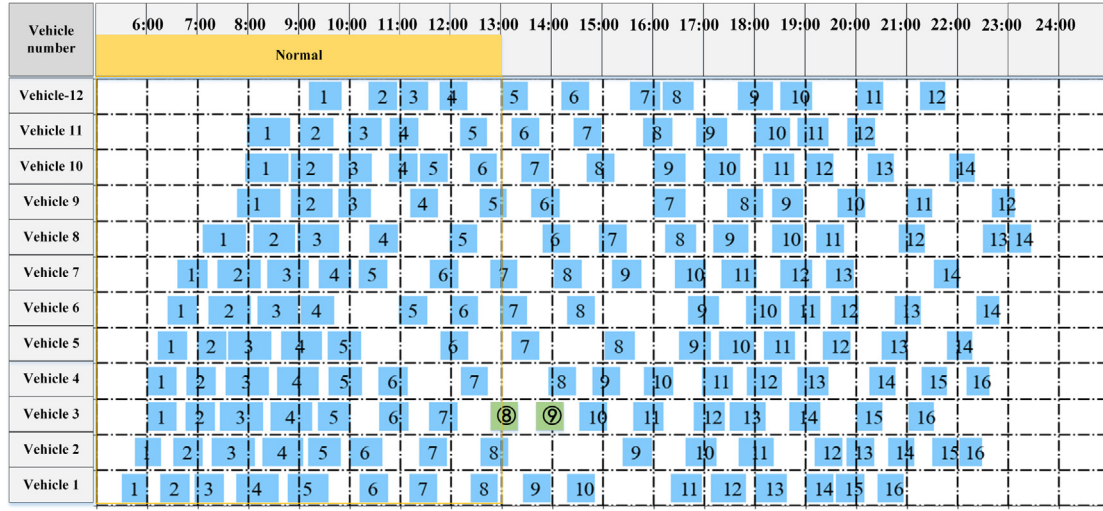 Vehicle number 6:00 7:00 8:00 9:00 10:00 11:00 12:00 13:00 14:00 15:00 16:00 17:00 18:00 19:00 20:00 21:00 22:00 23:00 24:00
Normal
Vehicle-12 1 2 3 4 5 6 7 8 9 10 11 12
Vehicle 11 1 2 3 4 5 6 7 8 9 10 11 12
Vehicle 10 1 2 3 4 5 6 7 8 9 10 11 12 13 14
Vehicle 9 1 2 3 4 5 6 7 8 9 10 11 12
Vehicle 8 1 2 3 4 5 6 7 8 9 10 11 12 13 14
Vehicle 7 1 2 3 4 5 6 7 8 9 10 11 12 13 14
Vehicle 6 1 2 3 4 5 6 7 8 9 10 11 12 13 14
Vehicle 5 1 2 3 4 5 6 7 8 9 10 11 12 13 14
Vehicle 4 1 2 3 4 5 6 7 8 9 10 11 12 13 14 15 16
Vehicle 3 1 2 3 4 5 6 7 ⑧ ⑨ 10 11 12 13 14 15 16
Vehicle 2 1 2 3 4 5 6 7 8 9 10 11 12 13 14 15 16
Vehicle 1 1 2 3 4 5 6 7 8 9 10 11 12 13 14 15 16